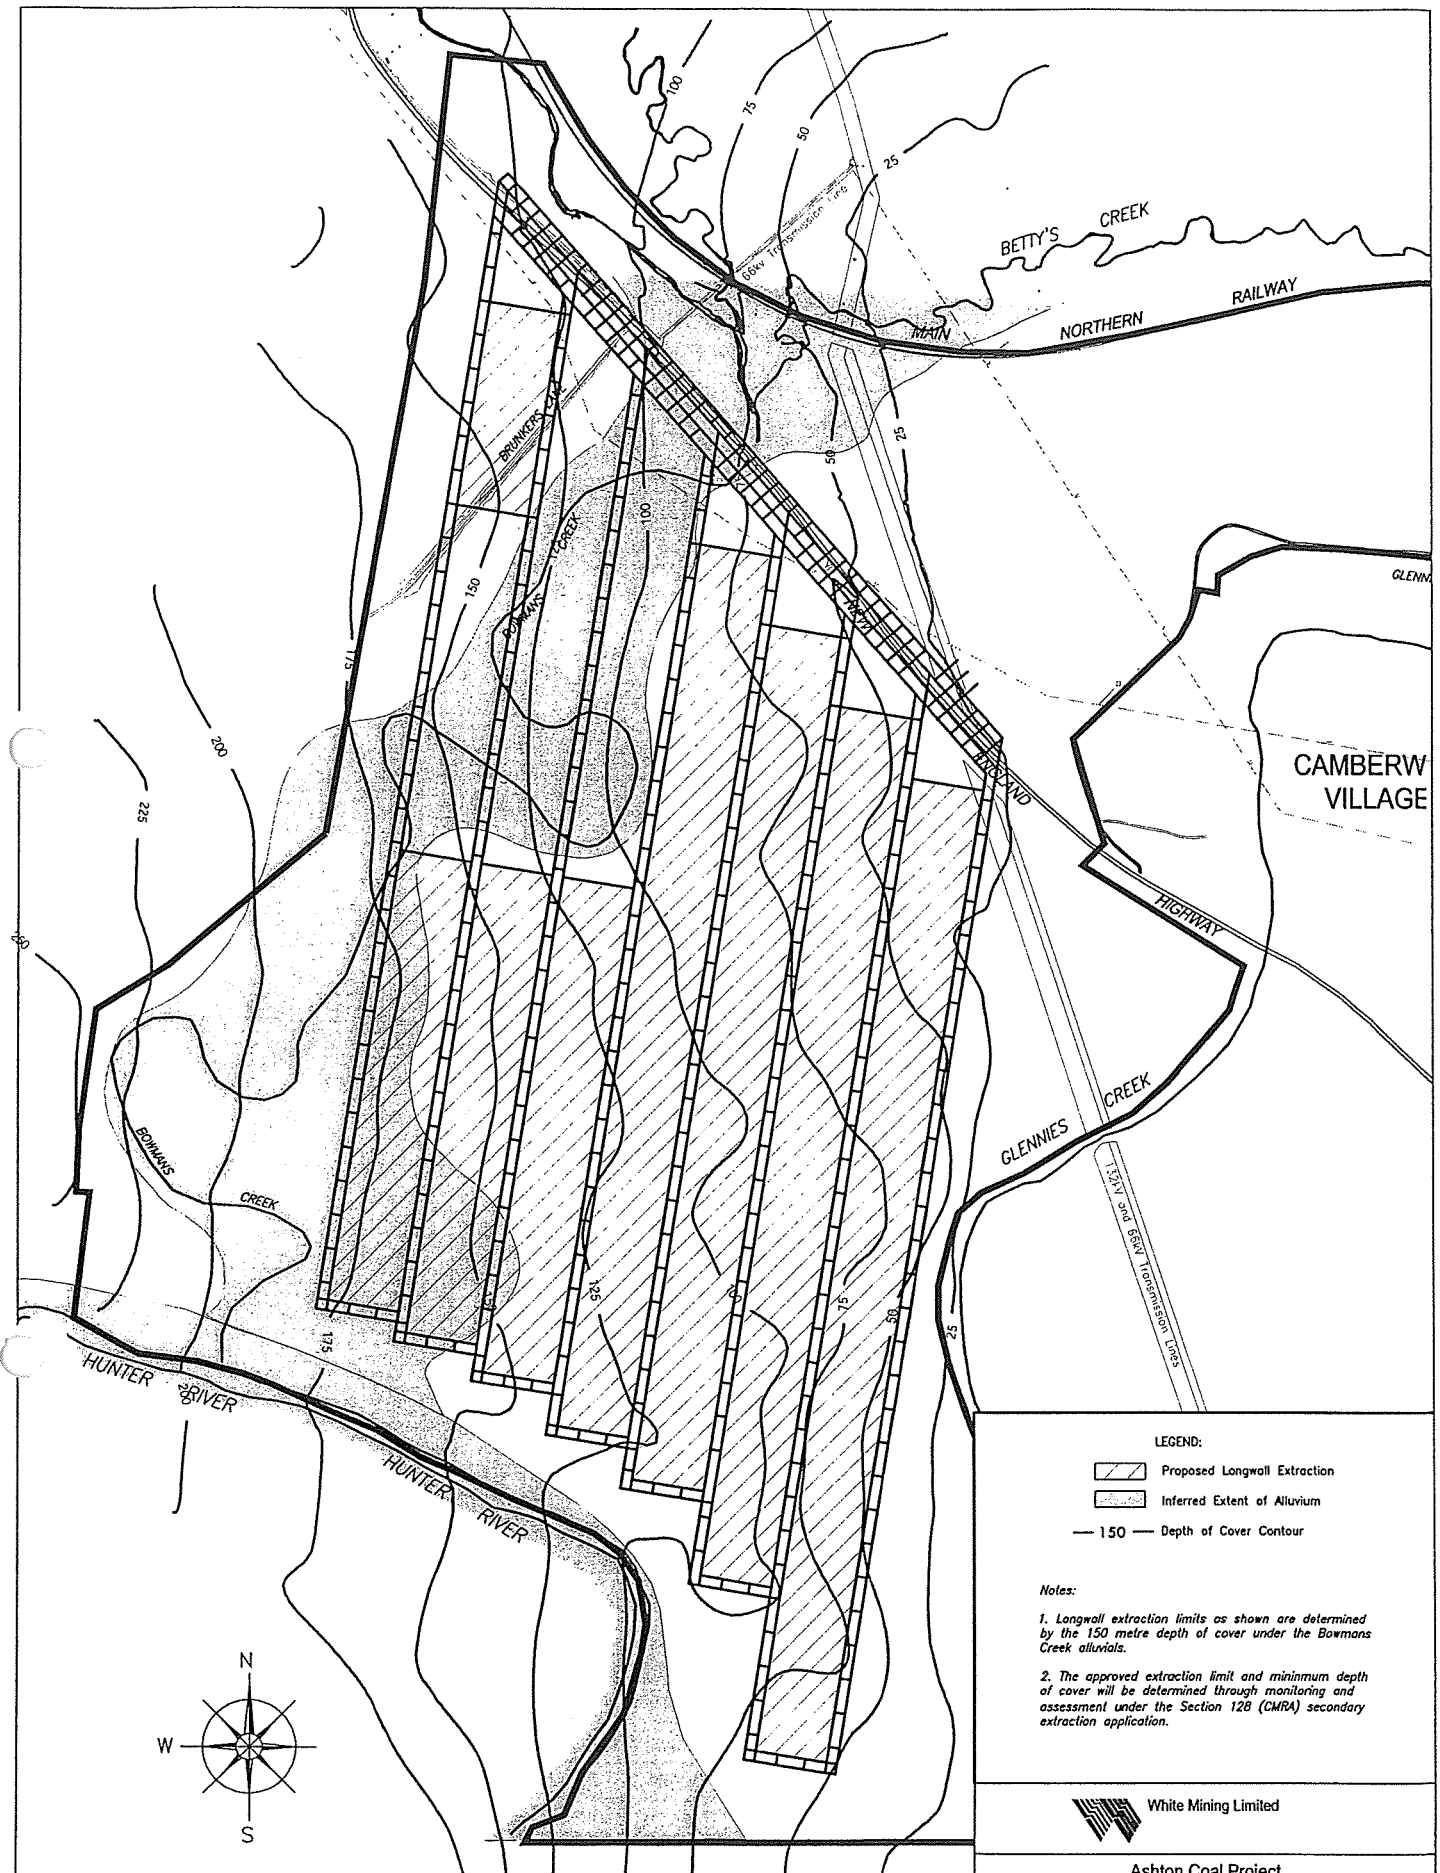 100
75
50
25
66kv Transmission Line
BETTY'S CREEK
MAIN NORTHERN RAILWAY
BRUNKERS LANE
25
50
100
BOWMANS CREEK
150
175
200
225
GLENN
CAMBERW
VILLAGE
HIGHWAY
GLENNIES CREEK
BOWMANS
CREEK
132kV and 66kV Transmission Lines
125
75
50
25
175
HUNTER RIVER
200
HUNTER RIVER
LEGEND:
Proposed Longwall Extraction
Inferred Extent of Alluvium
150 Depth of Cover Contour
Notes:
1. Longwall extraction limits as shown are determined
by the 150 metre depth of cover under the Bowmans
Creek alluvials.
2. The approved extraction limit and mininmum depth
of cover will be determined through monitoring and
assessment under the Section 128 (CMRA) secondary
extraction application.
N
W
S
White Mining Limited
Ashton Coal Project